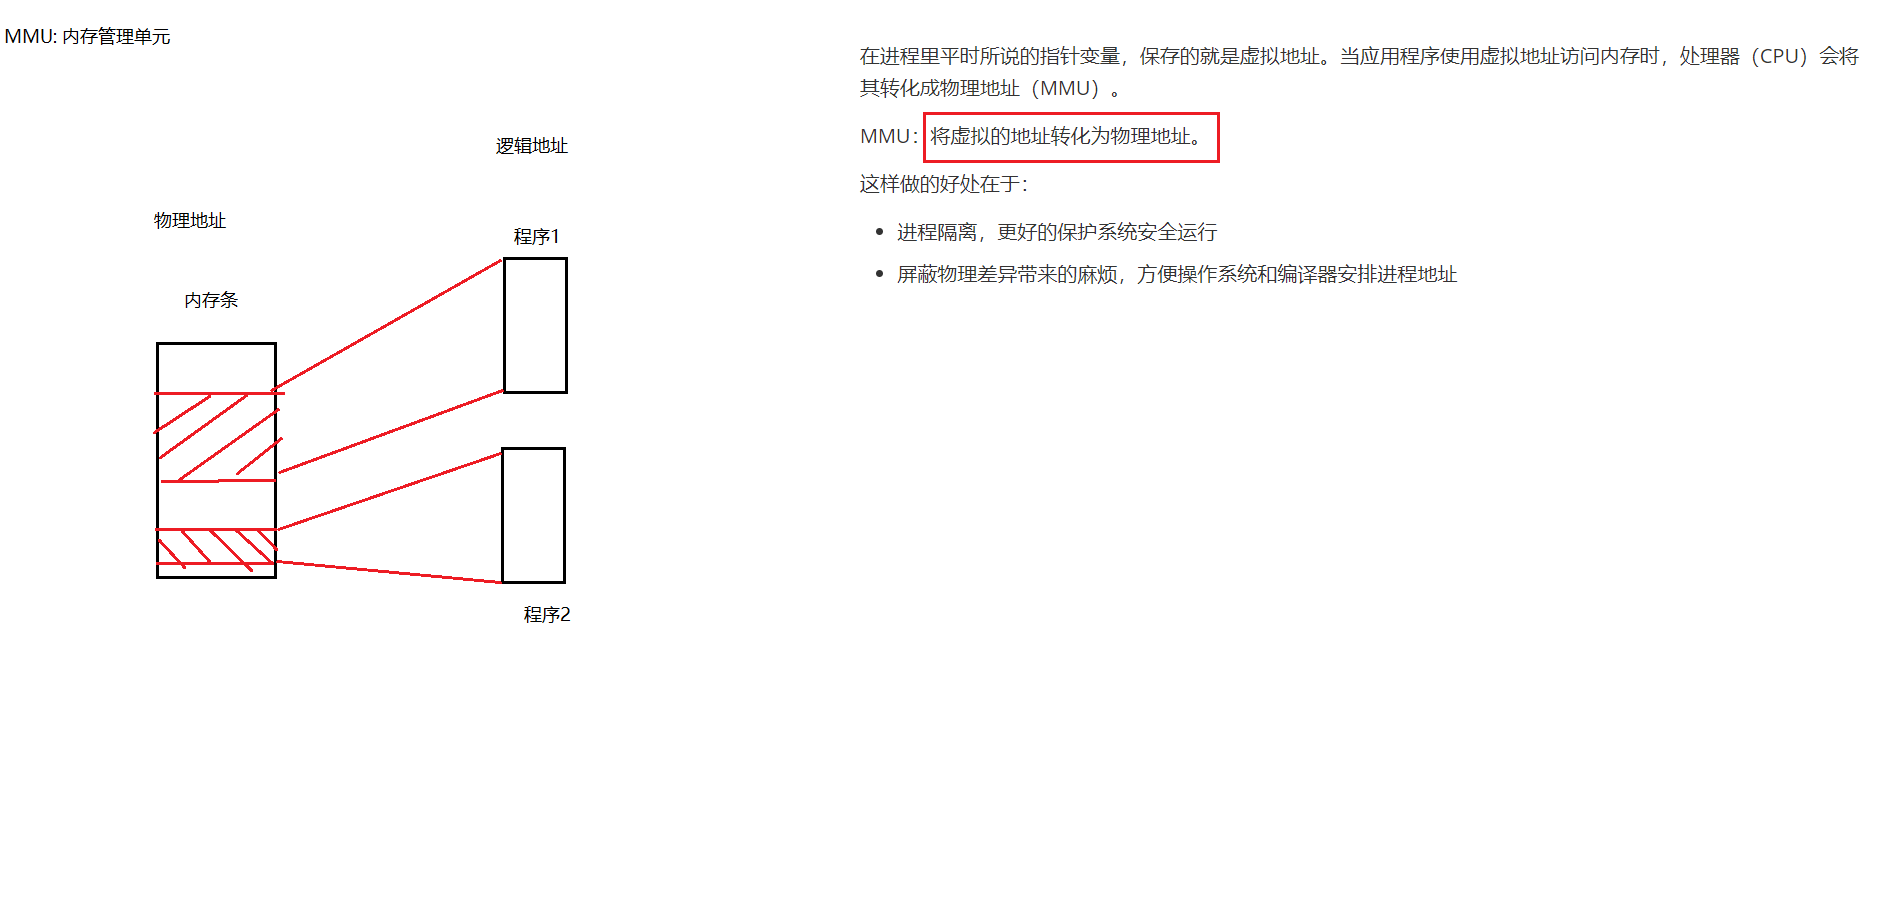 MMU: 内存管理单元
逻辑地址
物理地址
程序1
内存条
程序2
在进程里平时所说的指针变量，保存的就是虚拟地址。当应用程序使用虚拟地址访问内存时，处理器（CPU）会将
其转化成物理地址（MMU）。
MMU：将虚拟的地址转化为物理地址。
这样做的好处在于：
• 进程隔离，更好的保护系统安全运行
• 屏蔽物理差异带来的麻烦，方便操作系统和编译器安排进程地址